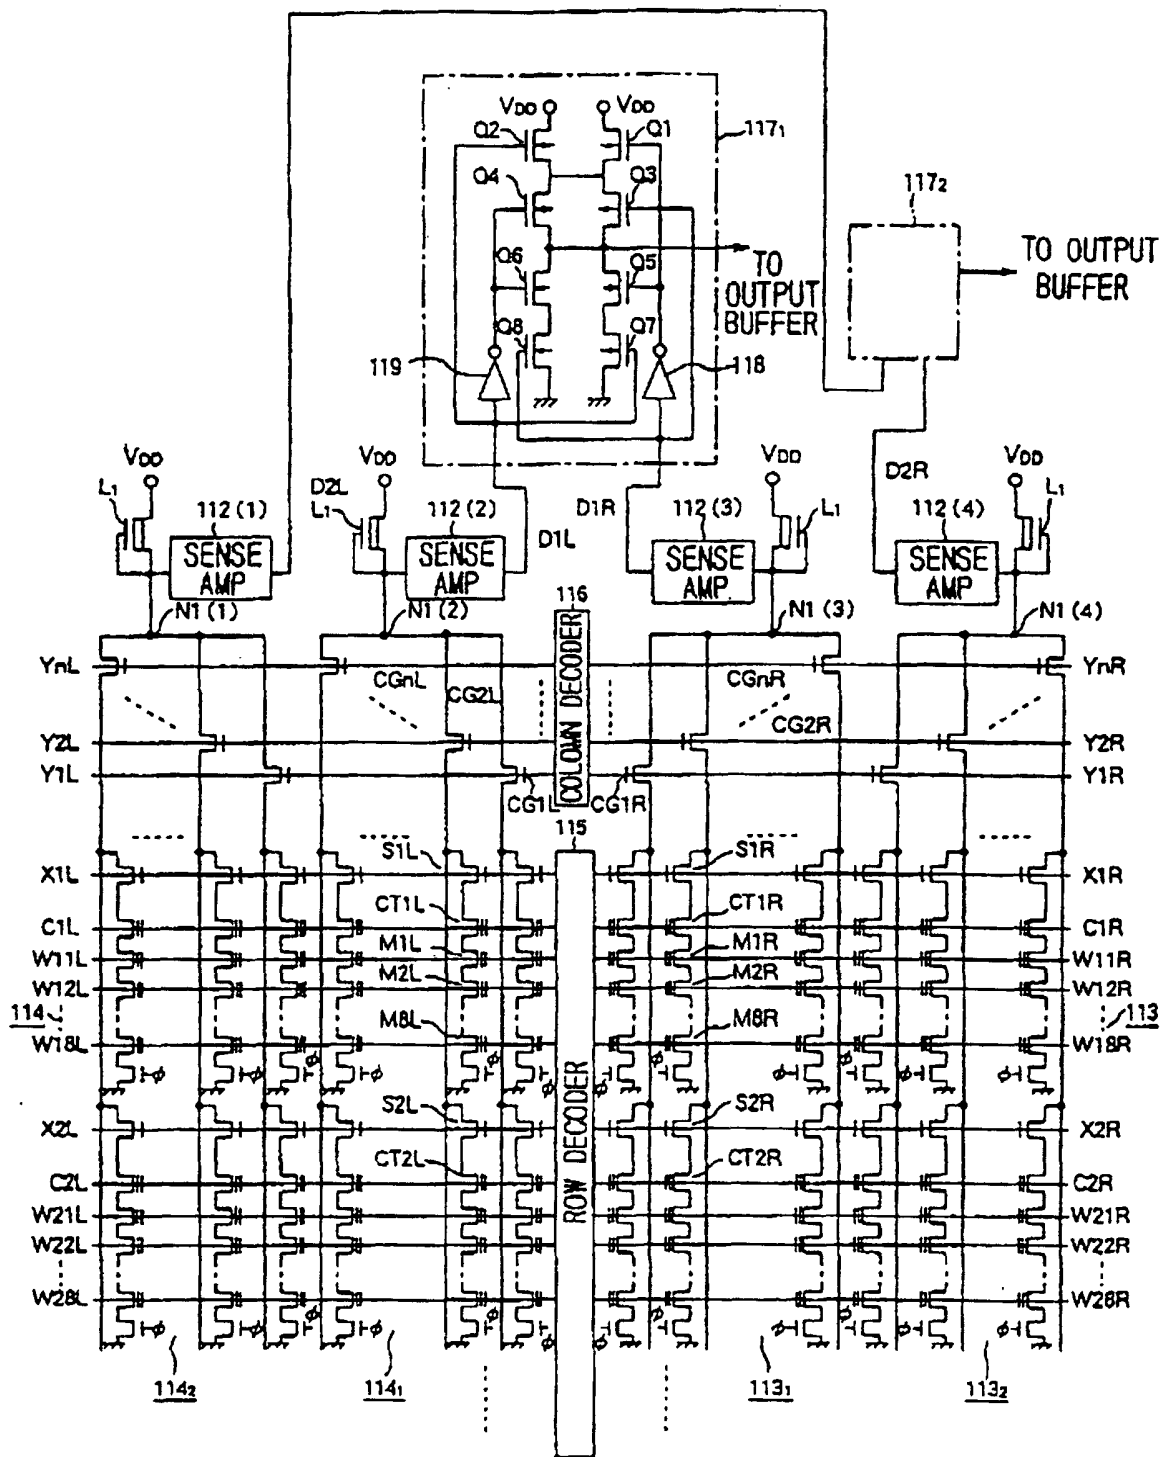 VDD VDD
Q2 Q1
117₁
Q4 Q3
117₂
TO OUTPUT
BUFFER
Q6 Q5
TO
OUTPUT
BUFFER
Q8 Q7
119
118
VDD
VDD
VDD
VDD
L1
112(1)
D2L
L1
112(2)
D1L
D1R
112(3)
L1
D2R
112(4)
L1
SENSE
AMP
SENSE
AMP
SENSE
AMP
SENSE
AMP
N1(1)
N1(2)
116
N1(3)
N1(4)
YnL
CGnL
CG2L
COLOWN DECODER
CGnR
CG2R
YnR
Y2L
Y2R
Y1L
CG1L
CG1R
Y1R
115
S1L
S1R
X1L
X1R
CT1L
CT1R
C1L
C1R
M1L
M1R
W11L
W11R
M2L
M2R
W12L
W12R
114
113
M8L
M8R
W18L
W18R
φ φ φ φ φ φ φ φ φ φ φ φ
ROW DECODER
S2L
S2R
X2L
X2R
CT2L
CT2R
C2L
C2R
W21L
W21R
W22L
W22R
W28L
W28R
φ φ φ φ φ φ φ φ φ φ φ φ
114₂
114₁
113₁
113₂